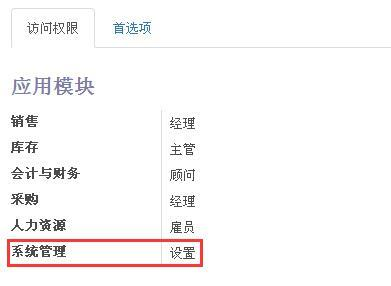 访问权限 首选项
应用模块
销售 经理
库存 主管
会计与财务 顾问
采购 经理
人力资源 雇员
系统管理 设置